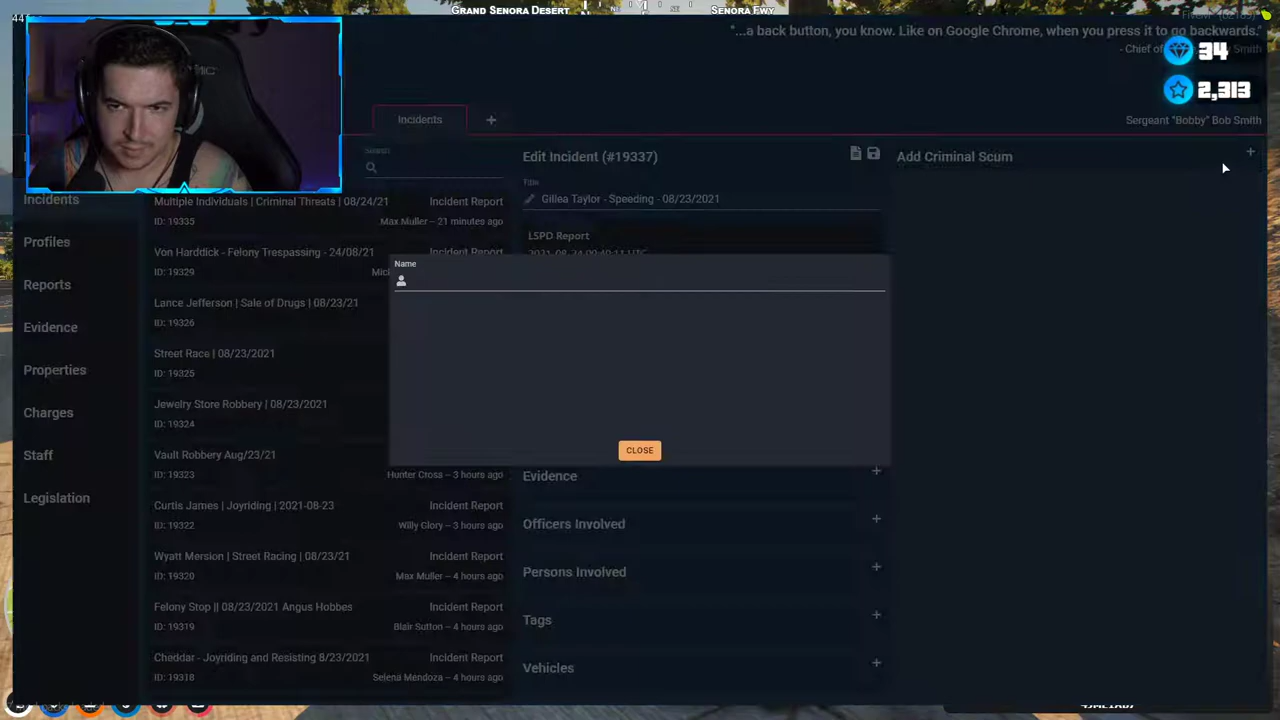 GRAND SENORA DESERT
NE
SENORA FWY
"...a back button, you know. Like on Google Chrome, when you press it to go backwards."
- Chief of
Smith
34
2,313
Incidents
+
Sergeant "Bobby" Bob Smith
Edit Incident (#19337)
Add Criminal Scum
+
Title
Gillea Taylor - Speeding - 08/23/2021
LSPD Report
Incidents
Profiles
Reports
Evidence
Properties
Charges
Staff
Legislation
Multiple Individuals | Criminal Threats | 08/24/21
Incident Report
ID: 19335
Max Muller – 21 minutes ago
Von Harddick - Felony Trespassing - 24/08/21
Incident Report
ID: 19329
Lance Jefferson | Sale of Drugs | 08/23/21
ID: 19326
Street Race | 08/23/2021
ID: 19325
Jewelry Store Robbery | 08/23/2021
ID: 19324
Vault Robbery Aug/23/21
ID: 19323
Hunter Cross – 3 hours ago
Curtis James | Joyriding | 2021-08-23
Incident Report
ID: 19322
Willy Glory – 3 hours ago
Wyatt Mersion | Street Racing | 08/23/21
Incident Report
ID: 19320
Max Muller – 4 hours ago
Felony Stop || 08/23/2021 Angus Hobbes
Incident Report
ID: 19319
Blair Sutton – 4 hours ago
Cheddar - Joyriding and Resisting 8/23/2021
Incident Report
ID: 19318
Selena Mendoza – 4 hours ago
Name
CLOSE
Evidence
+
Officers Involved
+
Persons Involved
+
Tags
+
Vehicles
+